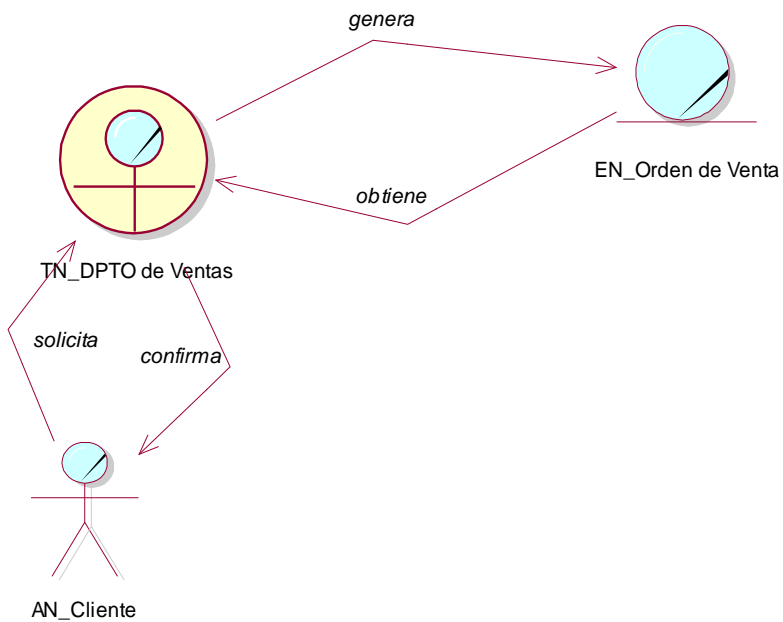 genera
EN_Orden de Venta
obtiene
TN_DPTO de Ventas
solicita
confirma
AN_Cliente